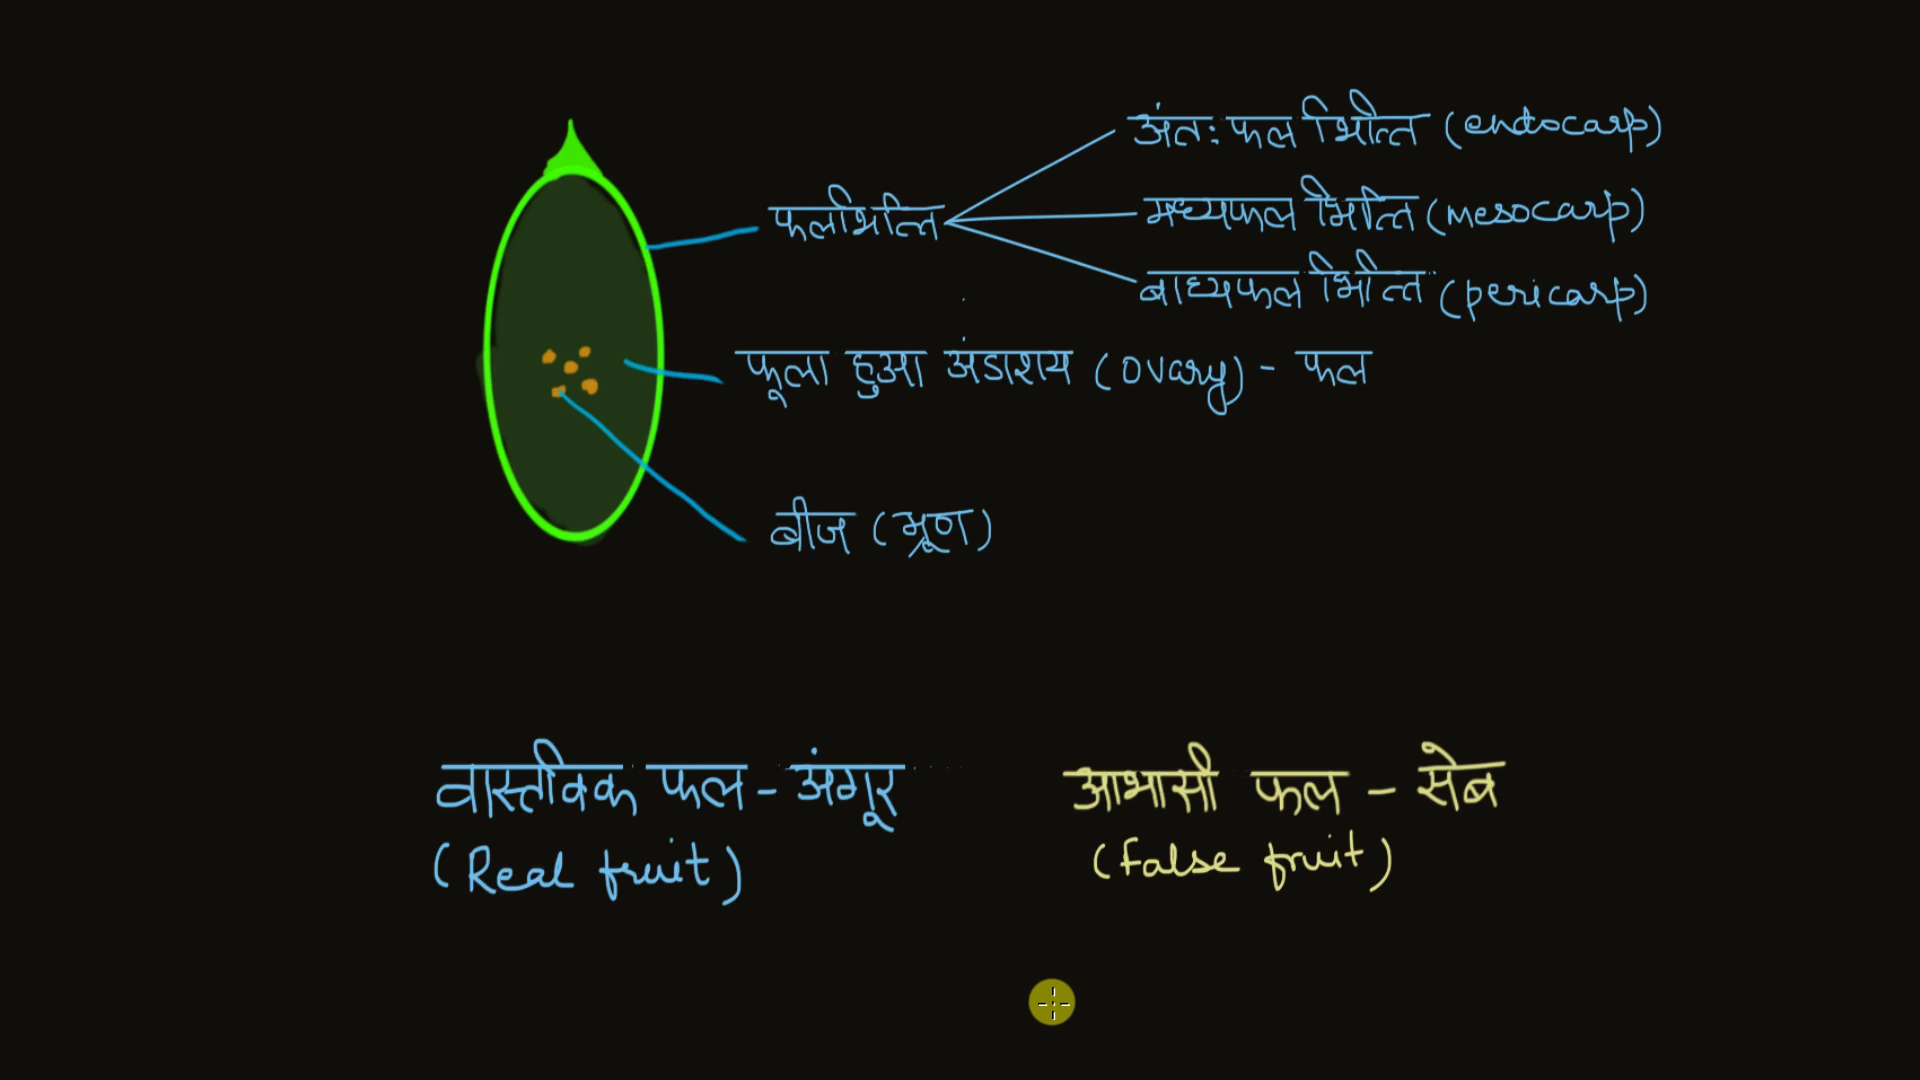 अंत: फल भित्ति (endocarp)
फलभित्ति
मध्यफल भित्ति (mesocarp)
बाध्यफल भित्ति (pericarp)
फूला हुआ अंडाशय (ovary) - फल
बीज (भ्रूण)
वास्तविक फल - अंगूर
(Real fruit)
आभासी फल - सेब
(False fruit)